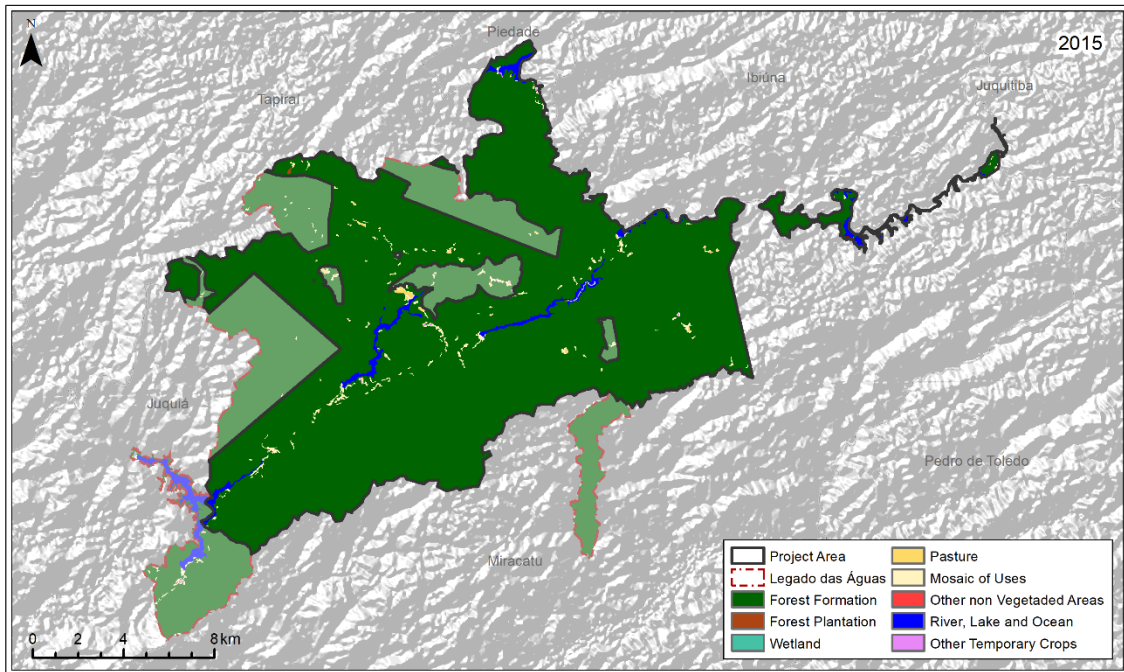 N
2015
Piedade
Ibiúna
Juquitiba
Tapiraí
Juquiá
Pedro de Toledo
Miracatu
0 2 4 8 km
Project Area
Legado das Águas
Forest Formation
Forest Plantation
Wetland
Pasture
Mosaic of Uses
Other non Vegetaded Areas
River, Lake and Ocean
Other Temporary Crops